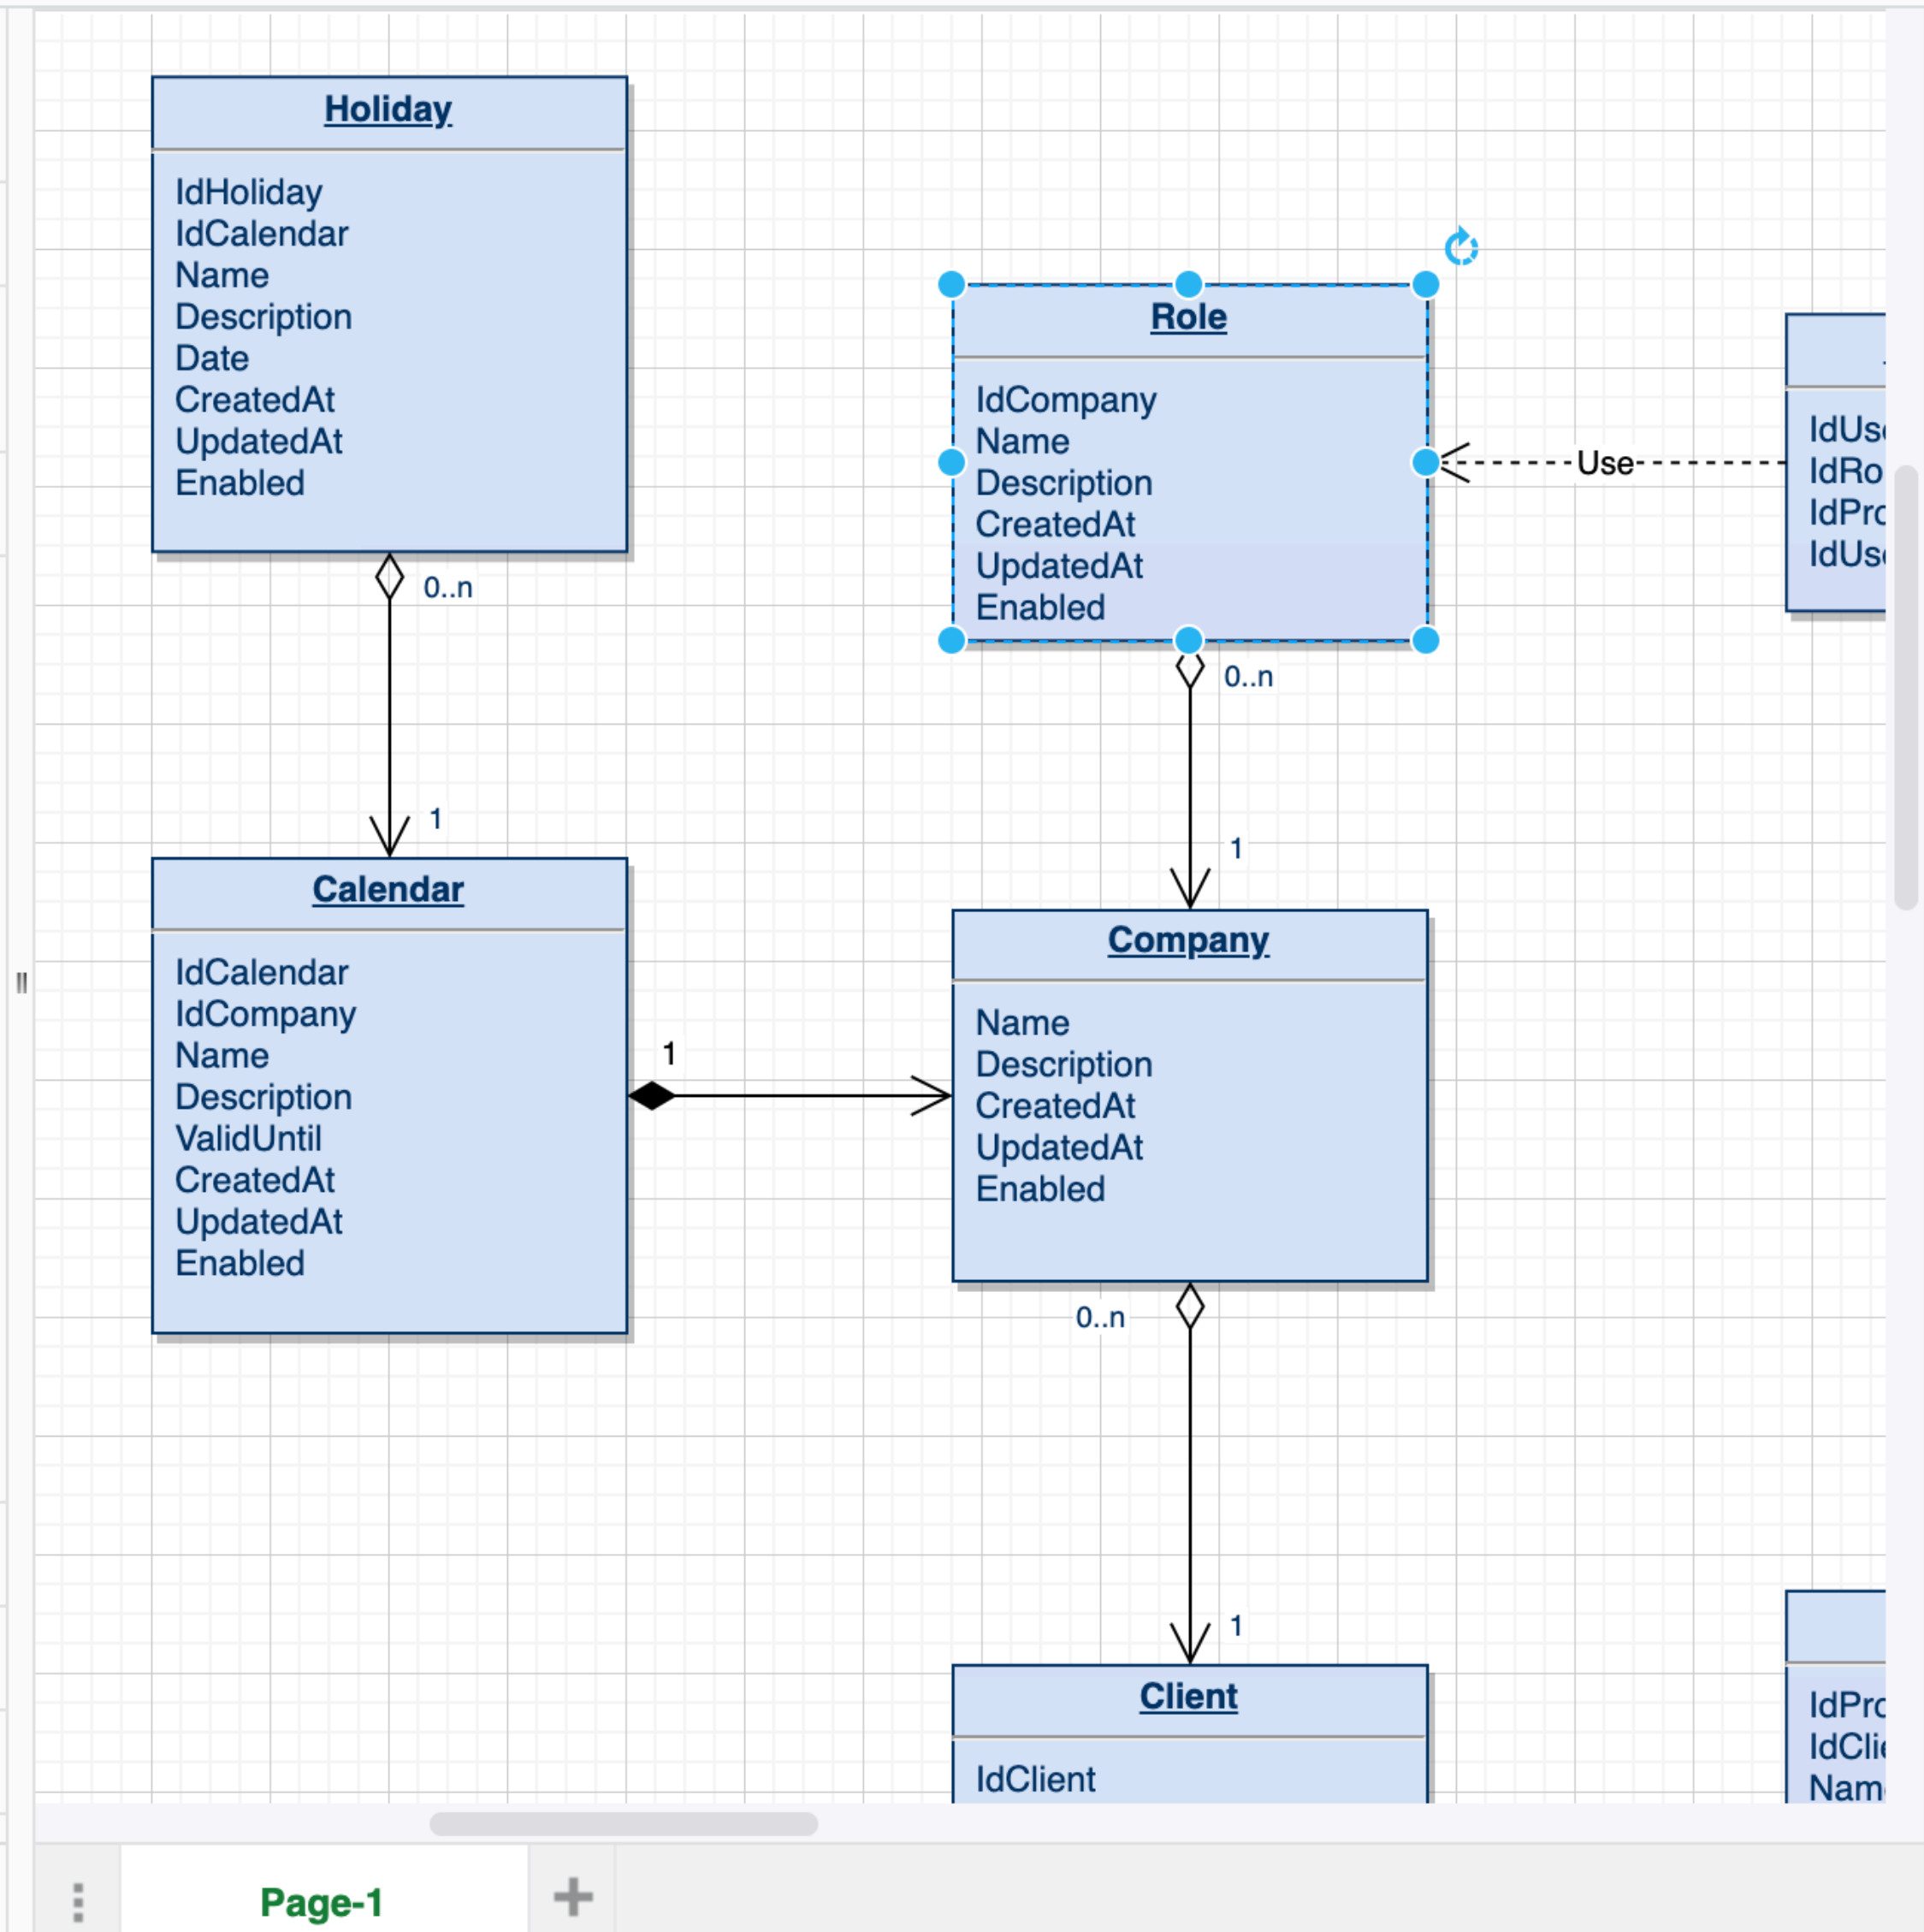 Holiday
IdHoliday
IdCalendar
Name
Description
Date
CreatedAt
UpdatedAt
Enabled
0..n
1
Calendar
IdCalendar
IdCompany
Name
Description
ValidUntil
CreatedAt
UpdatedAt
Enabled
1
Role
IdCompany
Name
Description
CreatedAt
UpdatedAt
Enabled
Use
0..n
1
Company
Name
Description
CreatedAt
UpdatedAt
Enabled
0..n
1
Client
IdClient
Page-1